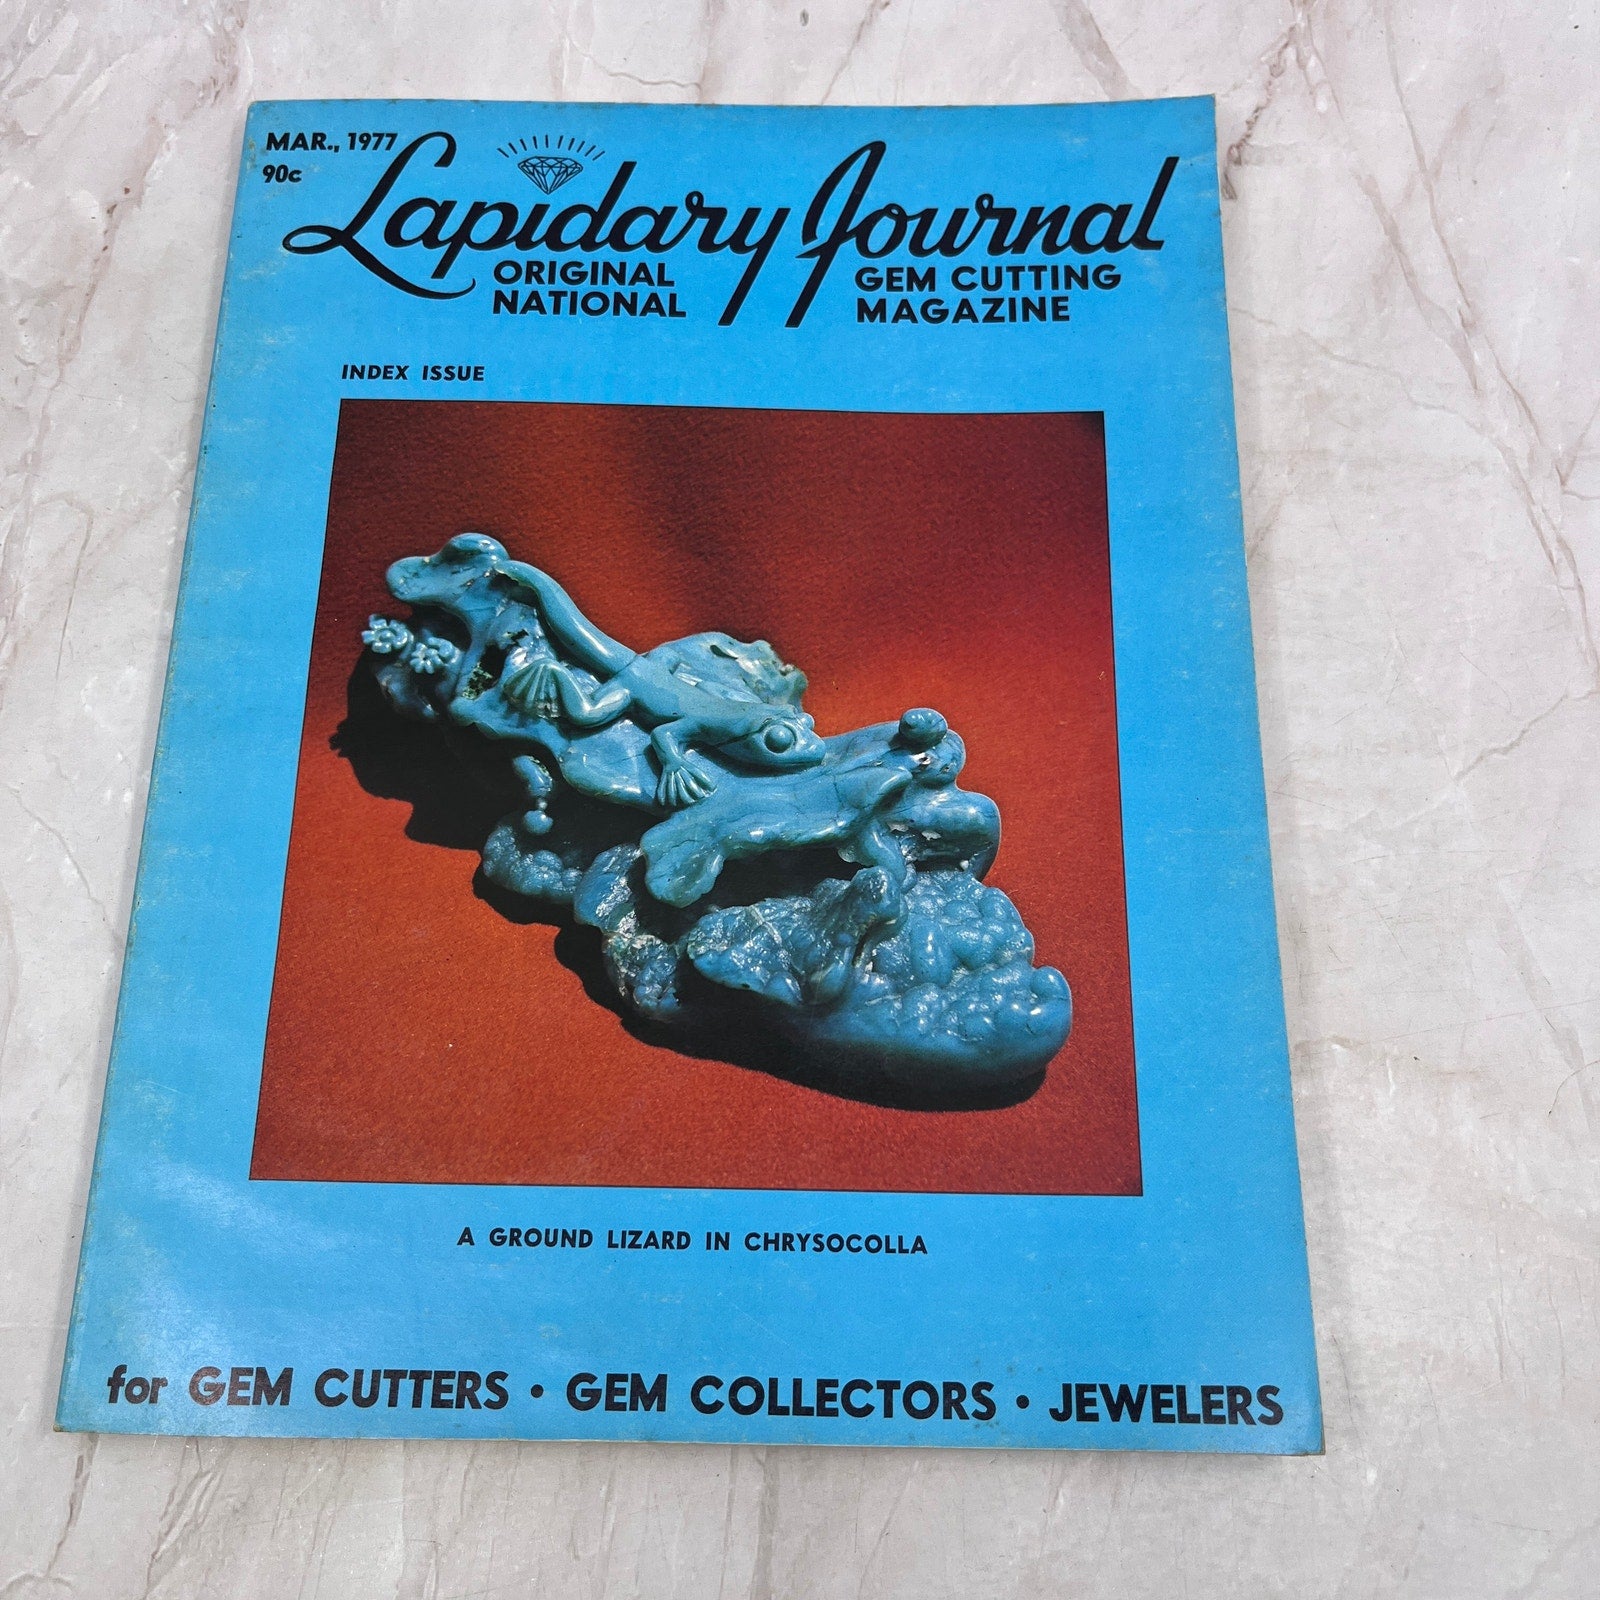 MAR., 1977
90c
Lapidary Journal
ORIGINAL NATIONAL
GEM CUTTING MAGAZINE
INDEX ISSUE
A GROUND LIZARD IN CHRYSOCOLLA
for GEM CUTTERS • GEM COLLECTORS • JEWELERS